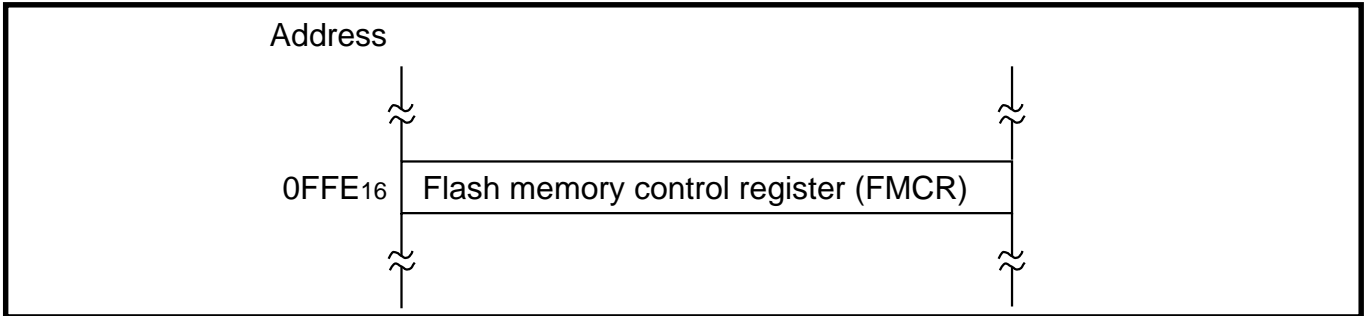 Address
0FFE16 Flash memory control register (FMCR)